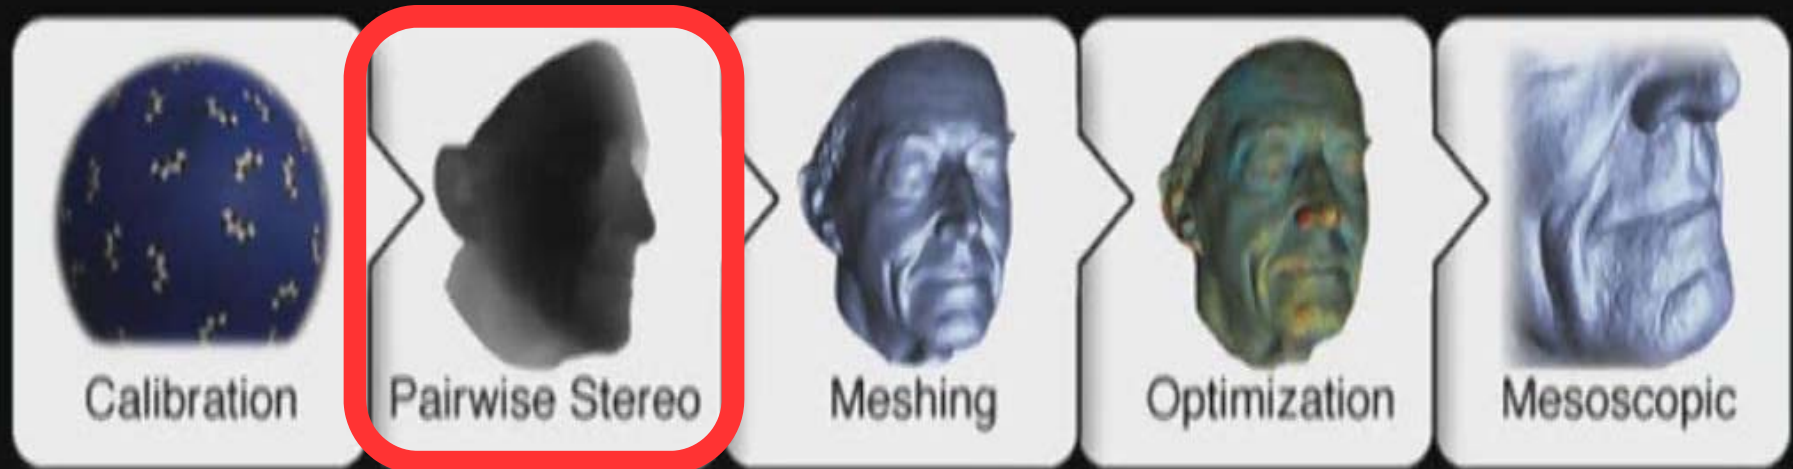 Calibration
Pairwise Stereo
Meshing
Optimization
Mesoscopic